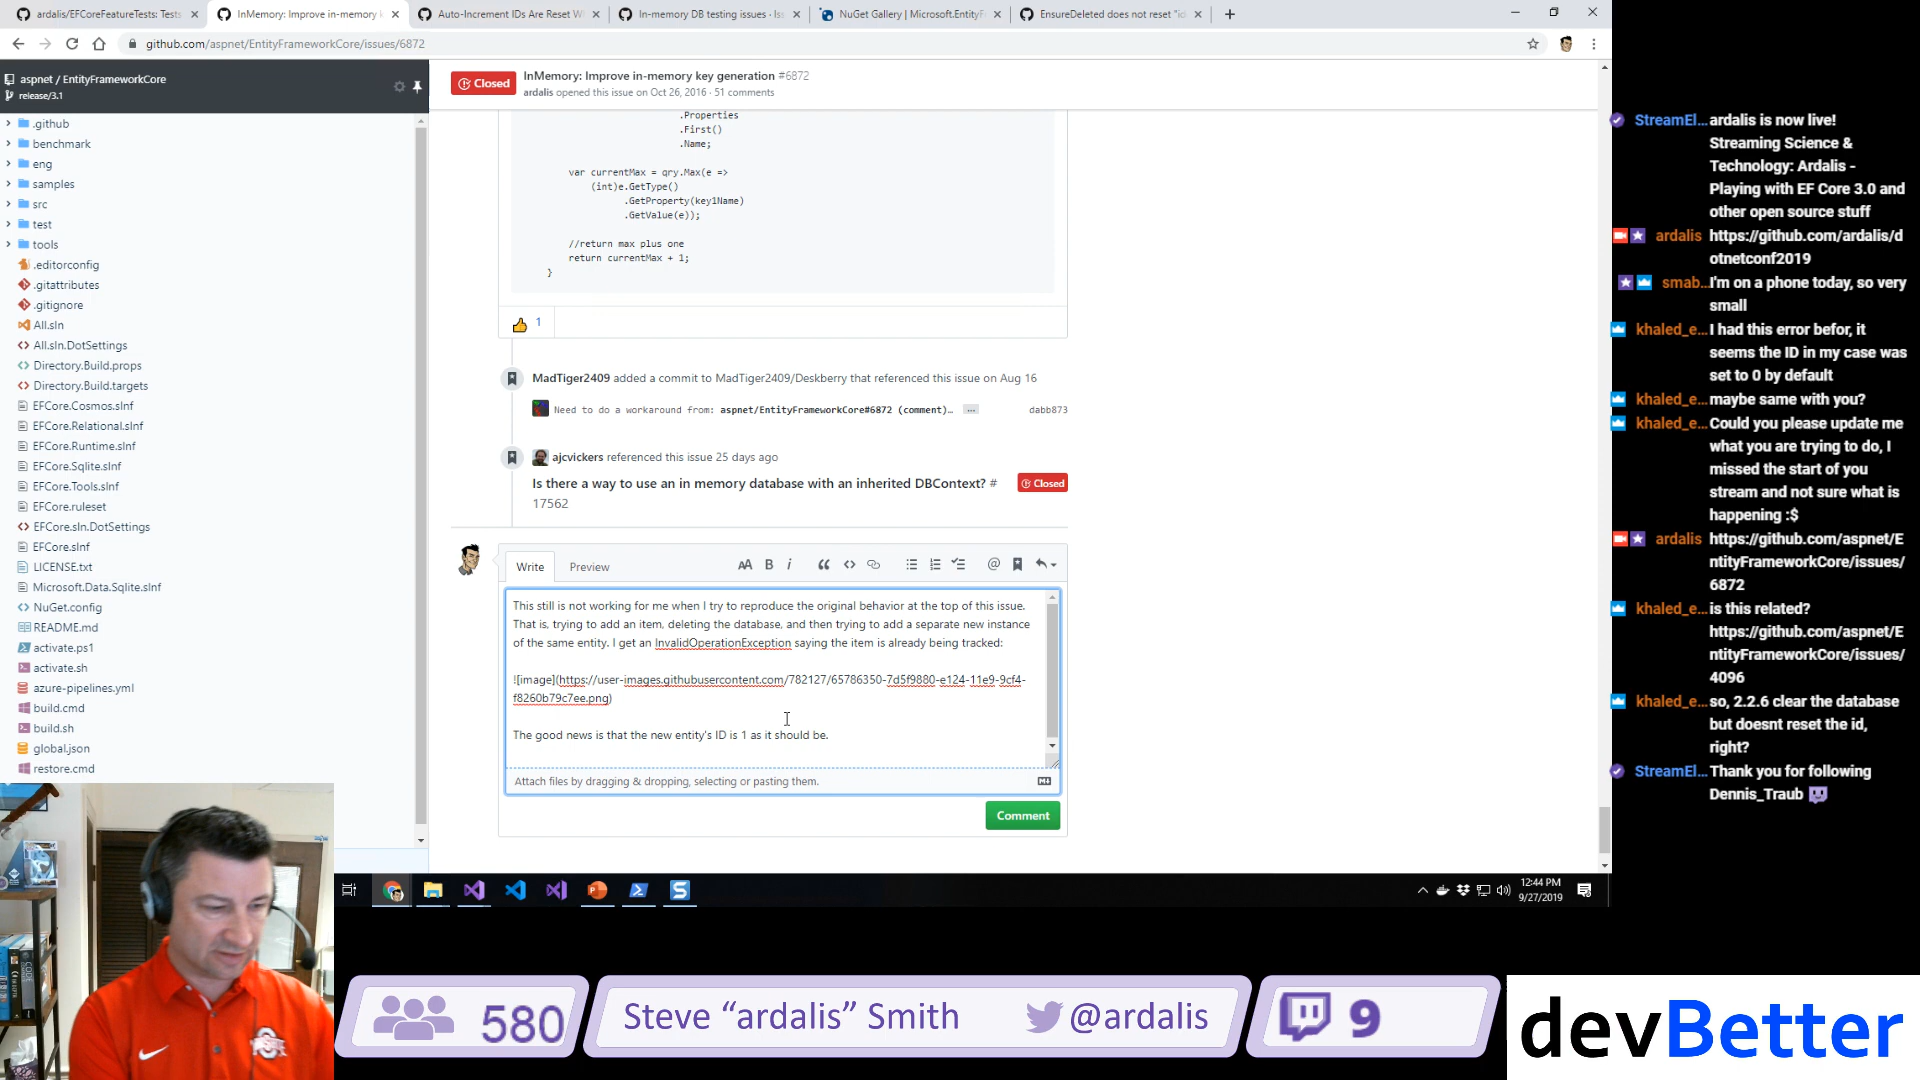 ardalis/EFCoreFeatureTests: Tests
InMemory: Improve in-memory k
Auto-Increment IDs Are Reset W
In-memory DB testing issues · Iss
NuGet Gallery | Microsoft.EntityF
EnsureDeleted does not reset "id
github.com/aspnet/EntityFrameworkCore/issues/6872
aspnet / EntityFrameworkCore
release/3.1
.github
benchmark
eng
samples
src
test
tools
.editorconfig
.gitattributes
.gitignore
All.sln
All.sln.DotSettings
Directory.Build.props
Directory.Build.targets
EFCore.Cosmos.slnf
EFCore.Relational.slnf
EFCore.Runtime.slnf
EFCore.Sqlite.slnf
EFCore.Tools.slnf
EFCore.ruleset
EFCore.sln.DotSettings
EFCore.slnf
LICENSE.txt
Microsoft.Data.Sqlite.slnf
NuGet.config
README.md
activate.ps1
activate.sh
azure-pipelines.yml
build.cmd
build.sh
global.json
restore.cmd
Closed
InMemory: Improve in-memory key generation #6872
ardalis opened this issue on Oct 26, 2016 · 51 comments
.Properties
.First()
.Name;
var currentMax = qry.Max(e =>
(int)e.GetType()
.GetProperty(key1Name)
.GetValue(e));
//return max plus one
return currentMax + 1;
}
1
MadTiger2409 added a commit to MadTiger2409/Deskberry that referenced this issue on Aug 16
Need to do a workaround from: aspnet/EntityFrameworkCore#6872 (comment)… ...
dabb873
ajcvickers referenced this issue 25 days ago
Is there a way to use an in memory database with an inherited DBContext? #
17562
Closed
Write
Preview
AA B i
This still is not working for me when I try to reproduce the original behavior at the top of this issue.
That is, trying to add an item, deleting the database, and then trying to add a separate new instance
of the same entity. I get an InvalidOperationException saying the item is already being tracked:
![image](https://user-images.githubusercontent.com/782127/65786350-7d5f9880-e124-11e9-9cf4-
f8260b79c7ee.png)
The good news is that the new entity's ID is 1 as it should be.
Attach files by dragging & dropping, selecting or pasting them.
Comment
12:44 PM
9/27/2019
StreamEl... ardalis is now live!
Streaming Science &
Technology: Ardalis -
Playing with EF Core 3.0 and
other open source stuff
ardalis https://github.com/ardalis/d
otnetconf2019
smab... I'm on a phone today, so very
small
khaled_e... I had this error befor, it
seems the ID in my case was
set to 0 by default
khaled_e... maybe same with you?
khaled_e... Could you please update me
what you are trying to do, I
missed the start of you
stream and not sure what is
happening :$
ardalis https://github.com/aspnet/E
ntityFrameworkCore/issues/
6872
khaled_e... is this related?
https://github.com/aspnet/E
ntityFrameworkCore/issues/
4096
khaled_e... so, 2.2.6 clear the database
but doesnt reset the id,
right?
StreamEl... Thank you for following
Dennis_Traub
580
Steve "ardalis" Smith
@ardalis
9
devBetter